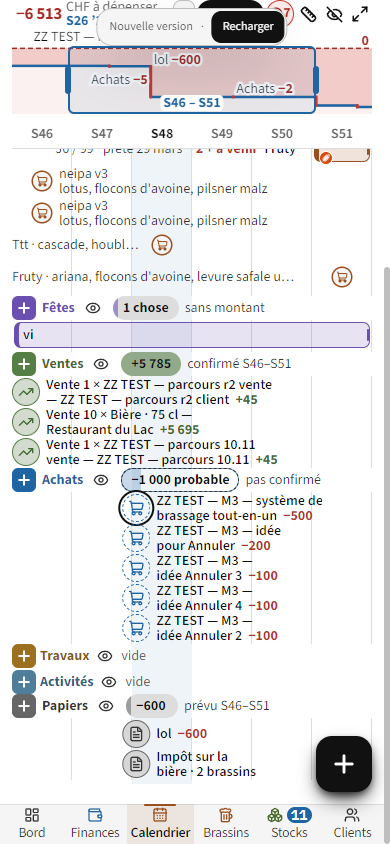 −6 513 CHF à dépenser
S26
Nouvelle version · Recharger
7
ZZ TEST —
0
lol −600
Achats −5
Achats −2
S46 – S51
S46 S47 S48 S49 S50 S51
prête 29 mars 2 + à venir Fruty
neipa v3
lotus, flocons d'avoine, pilsner malz
neipa v3
lotus, flocons d'avoine, pilsner malz
Ttt · cascade, houbl…
Fruty · ariana, flocons d'avoine, levure safale u…
Fêtes 1 chose sans montant
vi
Ventes +5 785 confirmé S46–S51
Vente 1 × ZZ TEST — parcours r2 vente
— ZZ TEST — parcours r2 client +45
Vente 10 × Bière · 75 cl —
Restaurant du Lac +5 695
Vente 1 × ZZ TEST — parcours 10.11
vente — ZZ TEST — parcours 10.11 +45
Achats −1 000 probable pas confirmé
ZZ TEST — M3 — système de
brassage tout-en-un −500
ZZ TEST — M3 — idée
pour Annuler −200
ZZ TEST — M3 —
idée Annuler 3 −100
ZZ TEST — M3 —
idée Annuler 4 −100
ZZ TEST — M3 —
idée Annuler 2 −100
Travaux vide
Activités vide
Papiers −600 prévu S46–S51
lol −600
Impôt sur la
bière · 2 brassins
11
Bord Finances Calendrier Brassins Stocks Clients